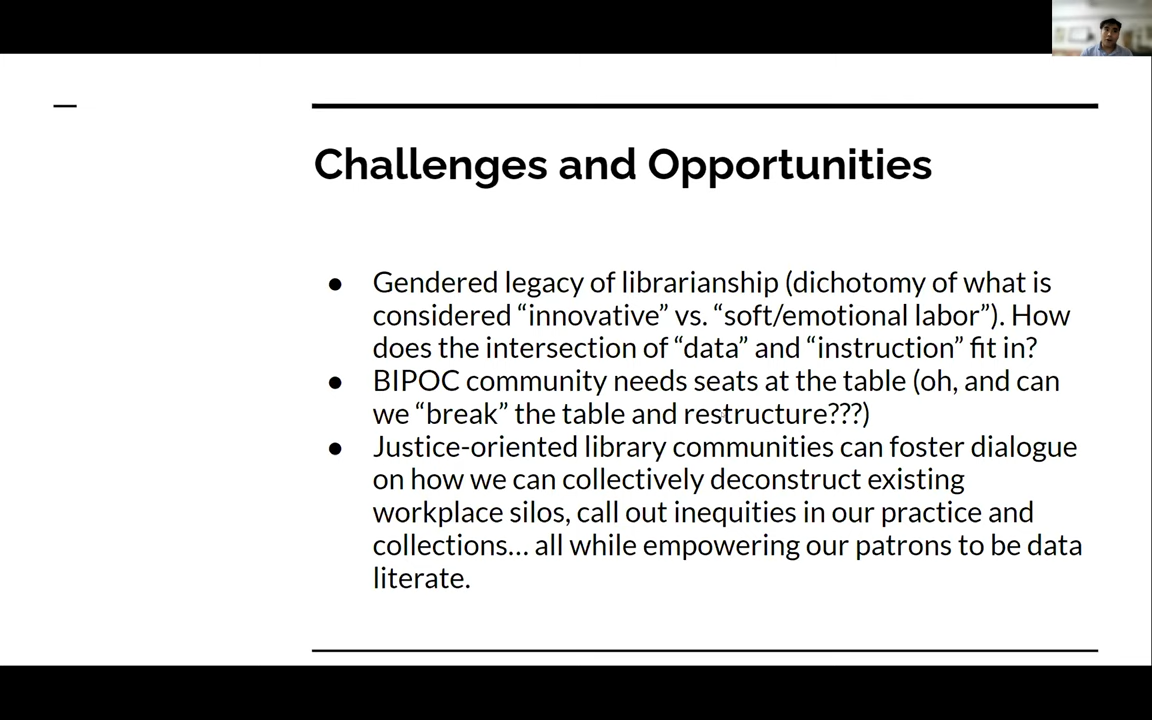 Challenges and Opportunities
● Gendered legacy of librarianship (dichotomy of what is
considered “innovative” vs. “soft/emotional labor”). How
does the intersection of “data” and “instruction” fit in?
● BIPOC community needs seats at the table (oh, and can
we “break” the table and restructure???)
● Justice-oriented library communities can foster dialogue
on how we can collectively deconstruct existing
workplace silos, call out inequities in our practice and
collections… all while empowering our patrons to be data
literate.